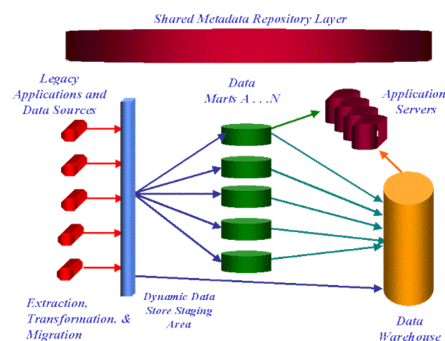 Shared Metadata Repository Layer
Legacy
Applications and
Data Sources
Data
Marts A . . .N
Application
Servers
Extraction,
Transformation, &
Migration
Dynamic Data
Store Staging
Area
Data
Warehouse